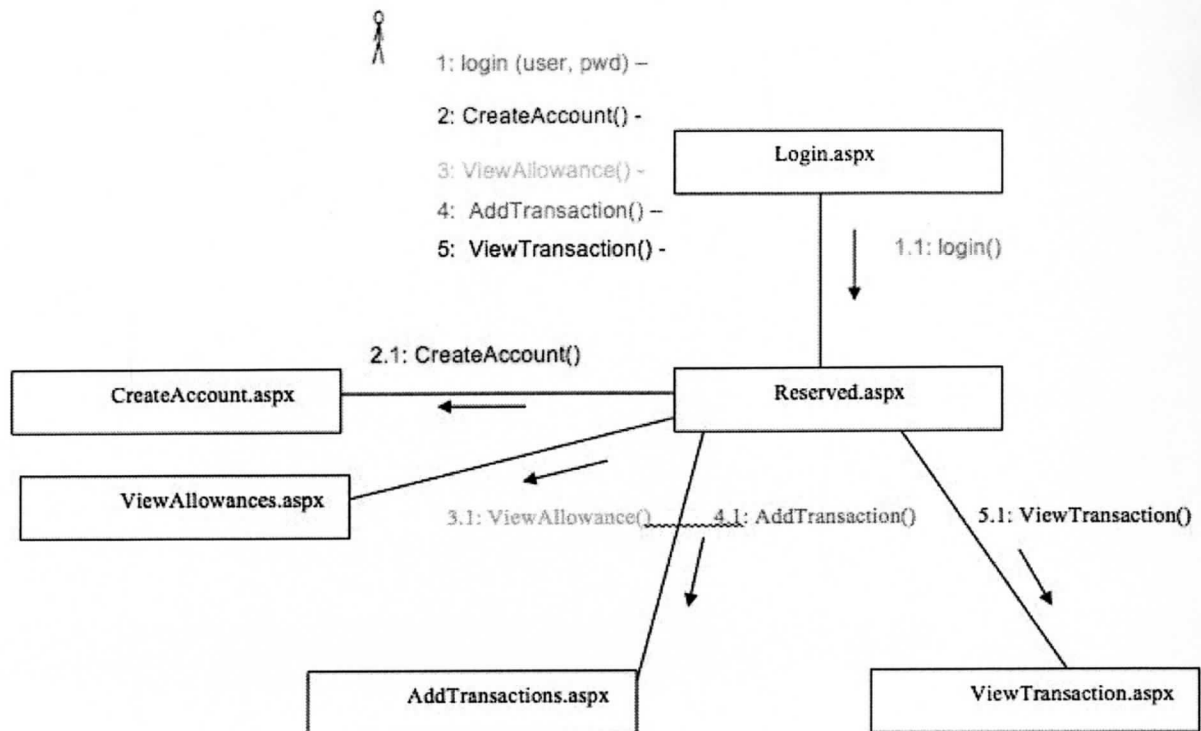 1: login (user, pwd) –
2: CreateAccount() -
3: ViewAllowance() -
4: AddTransaction() –
5: ViewTransaction() -
Login.aspx
1.1: login()
2.1: CreateAccount()
CreateAccount.aspx
Reserved.aspx
ViewAllowances.aspx
3.1: ViewAllowance() 4.1: AddTransaction()
5.1: ViewTransaction()
AddTransactions.aspx
ViewTransaction.aspx